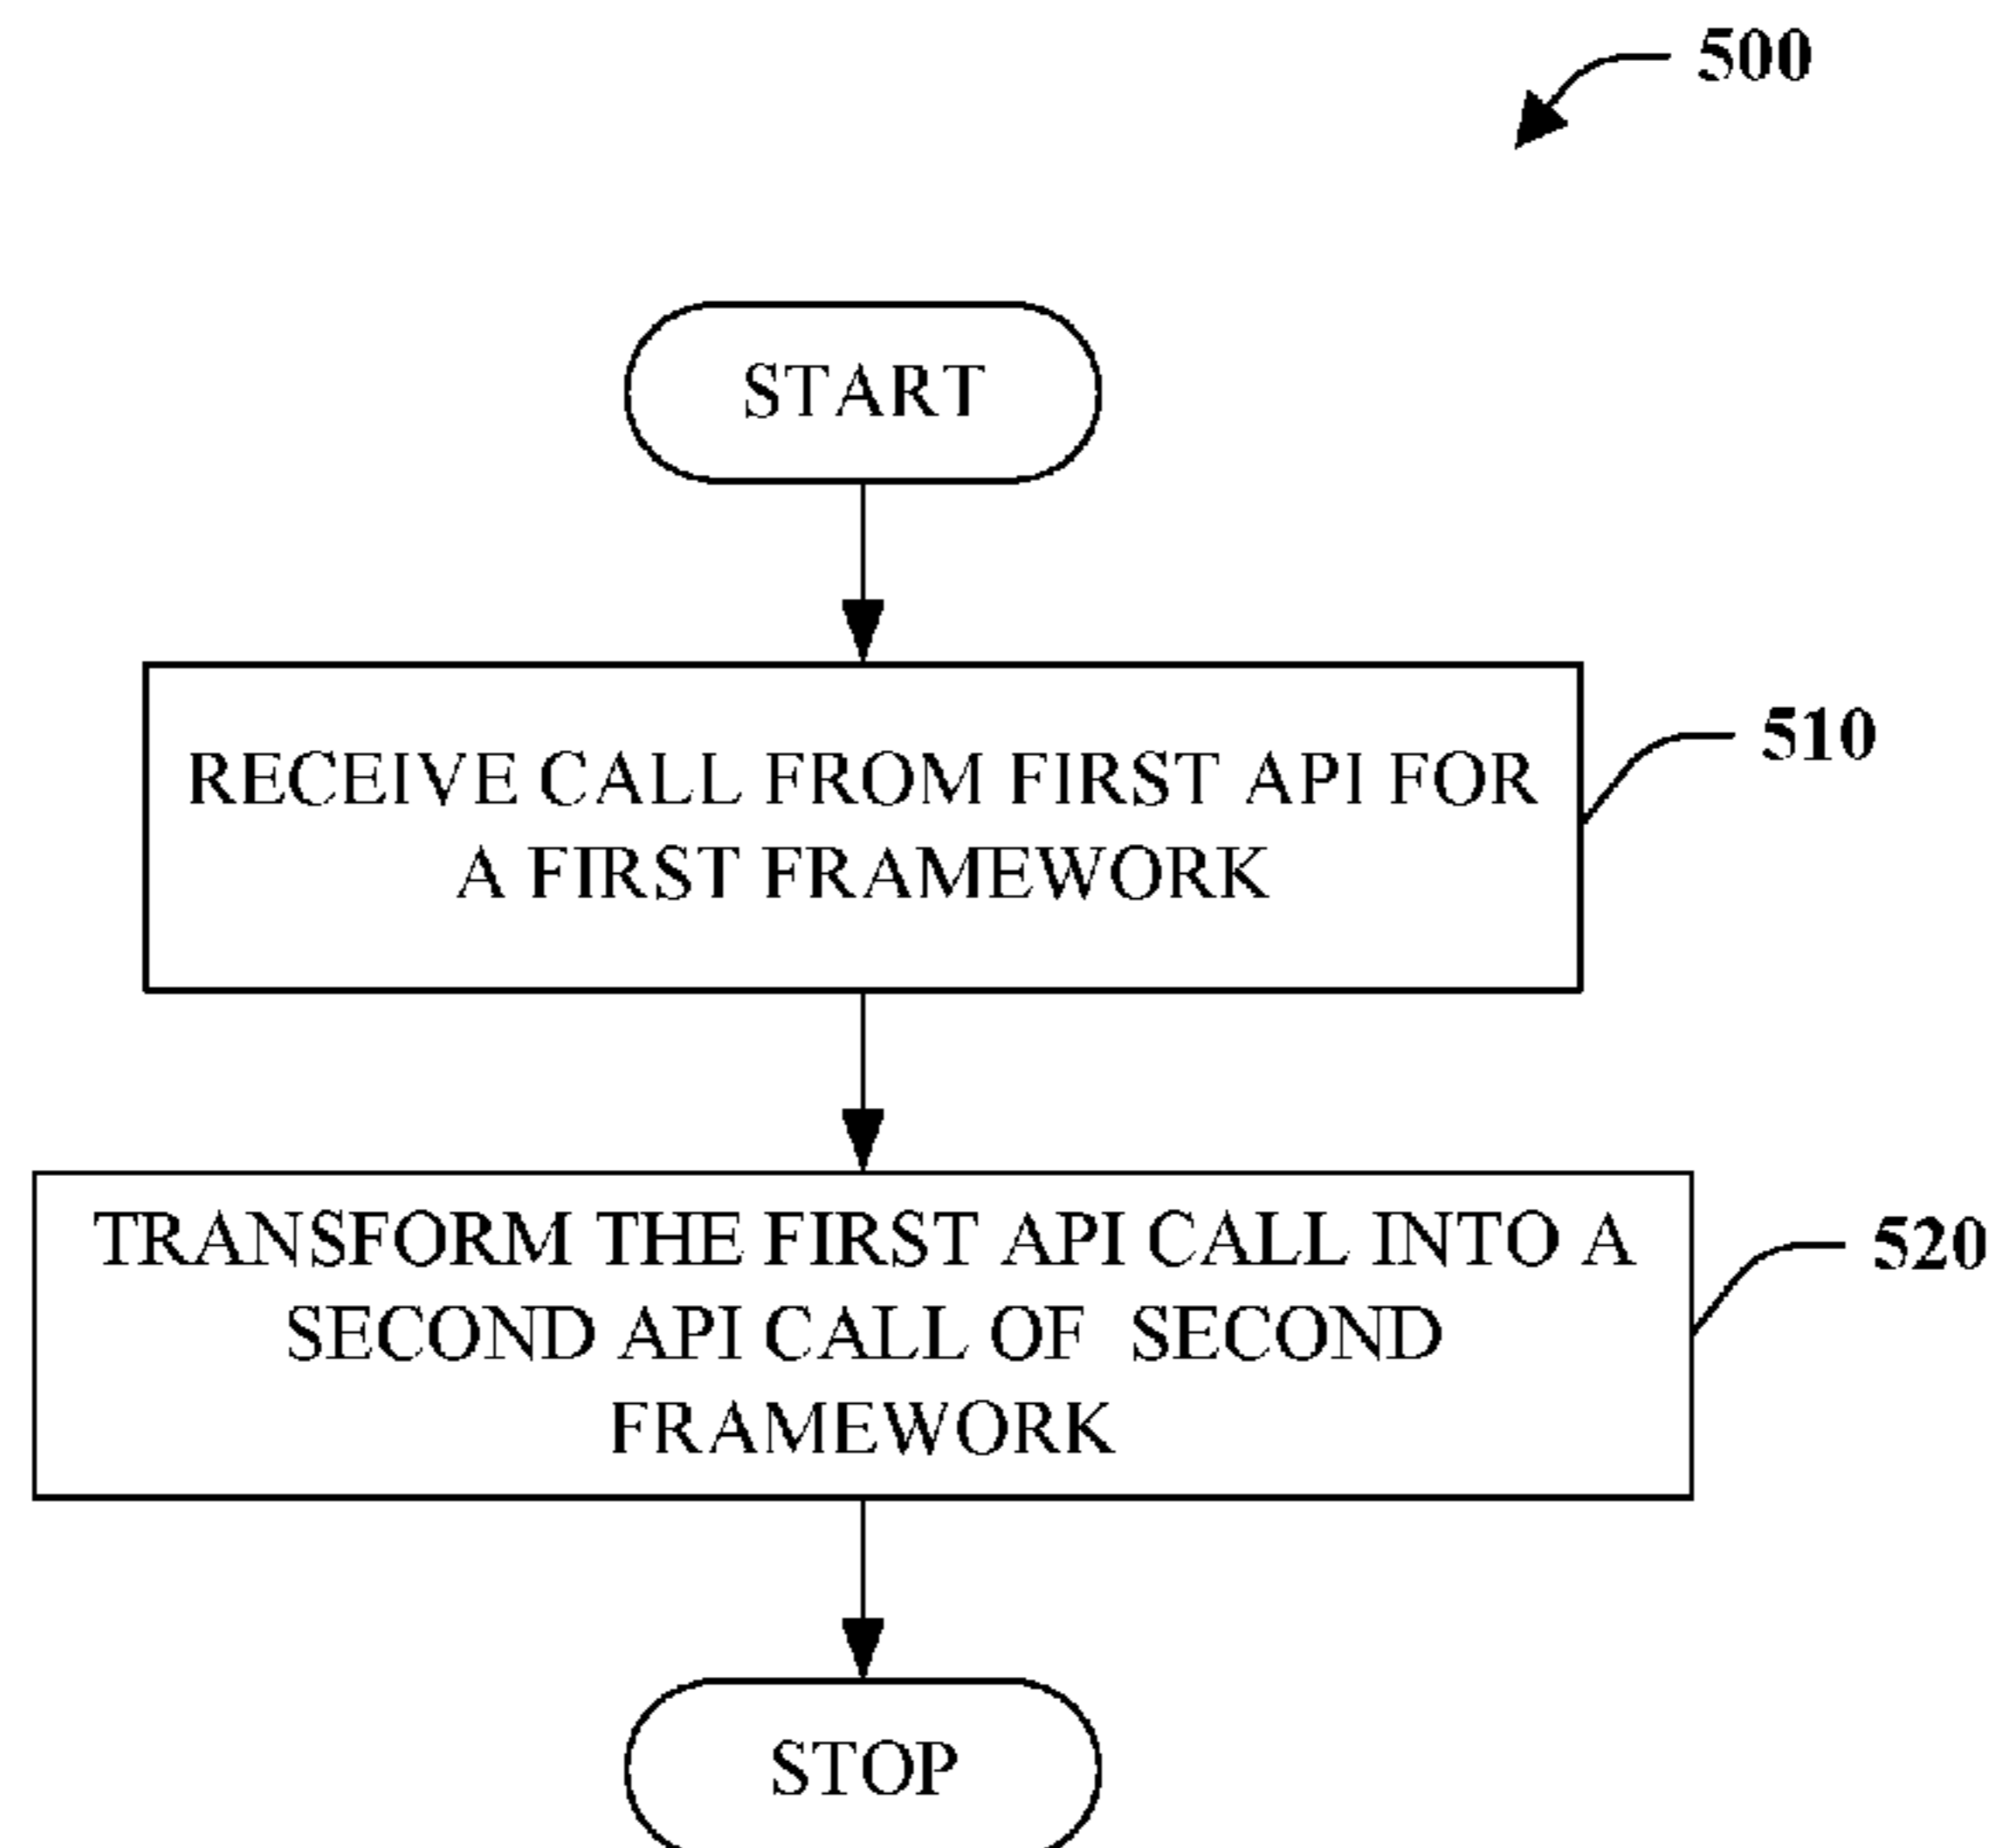 500
START
RECEIVE CALL FROM FIRST API FOR
A FIRST FRAMEWORK
510
TRANSFORM THE FIRST API CALL INTO A
SECOND API CALL OF SECOND
FRAMEWORK
520
STOP